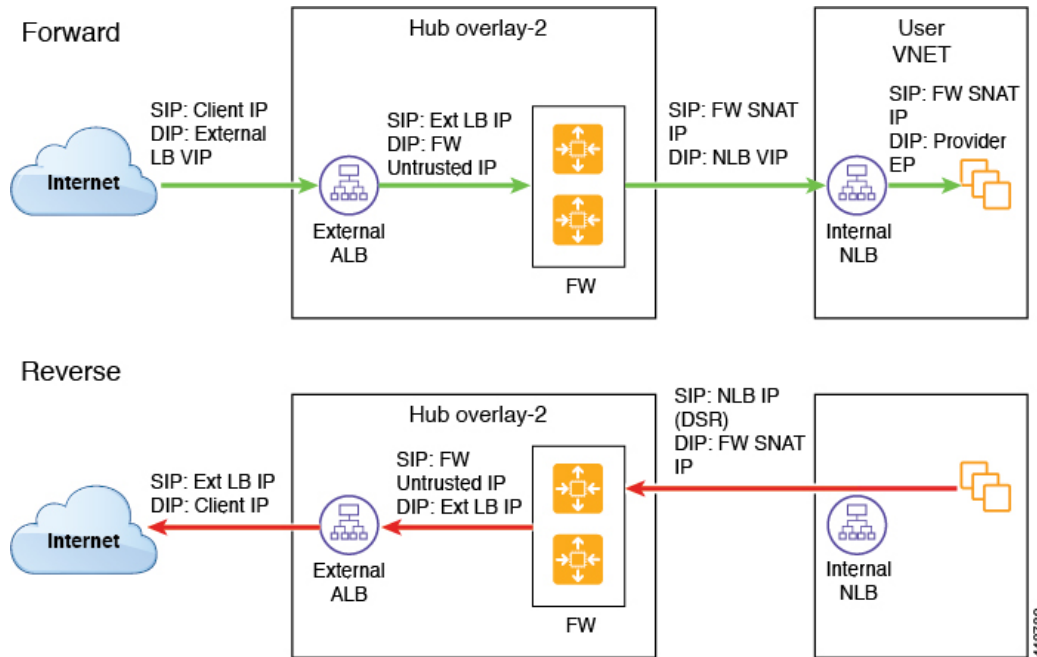 Forward
Hub overlay-2
User
VNET
SIP: Client IP
DIP: External
LB VIP
SIP: Ext LB IP
DIP: FW
Untrusted IP
SIP: FW SNAT
IP
DIP: NLB VIP
SIP: FW SNAT
IP
DIP: Provider
EP
Internet
External
ALB
FW
Internal
NLB
Reverse
Hub overlay-2
SIP: NLB IP
(DSR)
DIP: FW SNAT
IP
SIP: FW
Untrusted IP
DIP: Ext LB IP
SIP: Ext LB IP
DIP: Client IP
Internet
External
ALB
FW
Internal
NLB